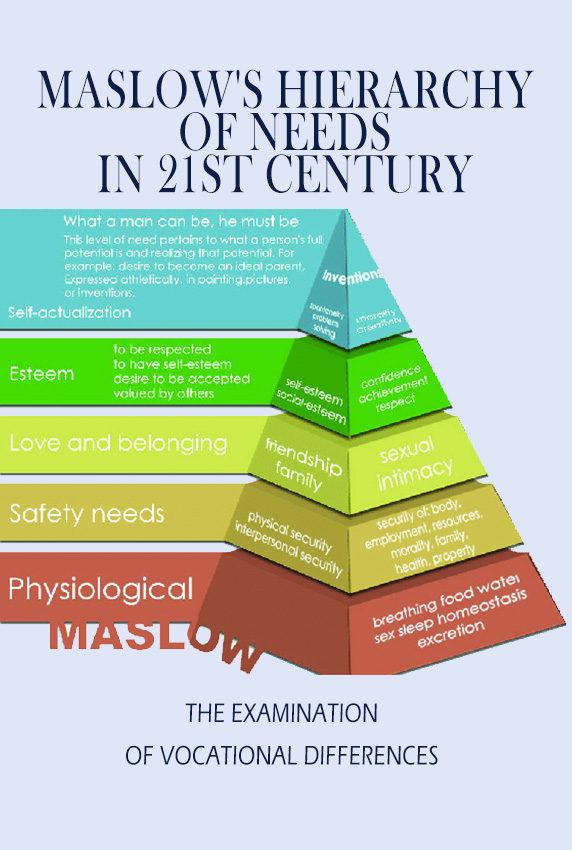 MASLOW'S HIERARCHY
OF NEEDS
IN 21ST CENTURY
What a man can be, he must be
This level of need pertains to what a person's full
potential is and realizing that potential. For
example: desire to become an ideal parent.
Expressed athletically, in painting,pictures,
or inventions.
Self-actualization
Inventions
spontaneity
problem
solving
morality
creativity
Esteem
to be respected
to have self-esteem
desire to be accepted
valued by others
self-esteem
social-esteem
confidence
achievement
respect
Love and belonging
friendship
family
sexual
intimacy
Safety needs
physical security
interpersonal security
security of: body,
employment, resources,
morality, family,
health, property
Physiological
breathing food water
sex sleep homeostasis
excretion
MASLOW
THE EXAMINATION
OF VOCATIONAL DIFFERENCES